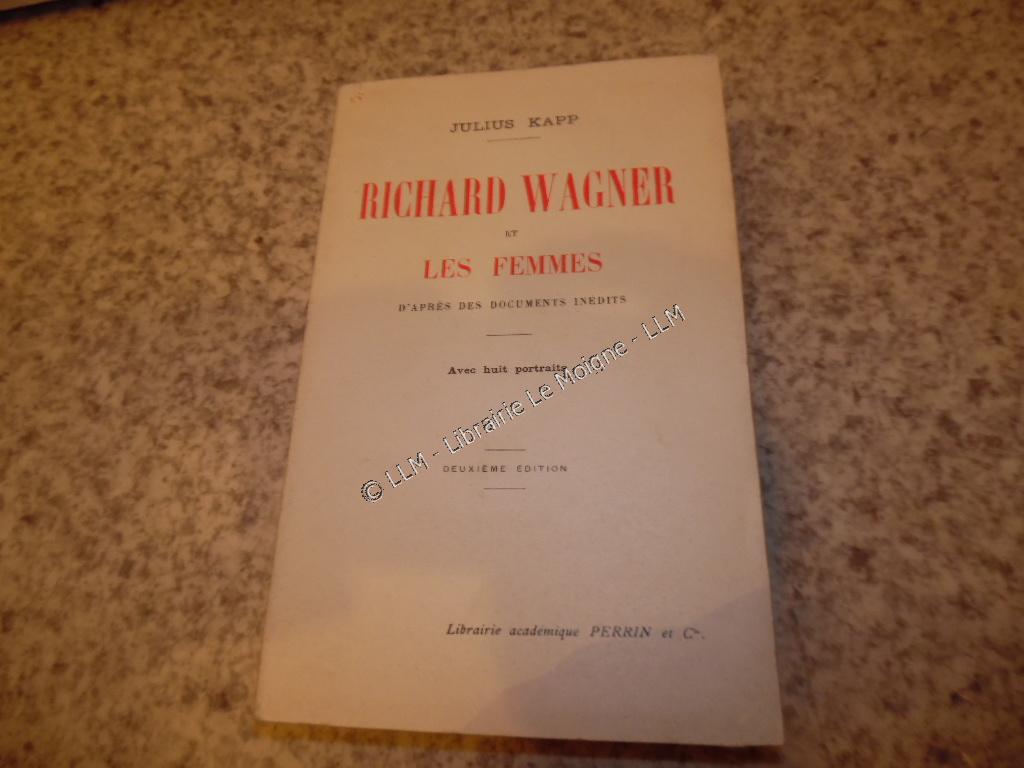 JULIUS KAPP
RICHARD WAGNER
ET
LES FEMMES
D'APRÈS DES DOCUMENTS INÉDITS
Avec huit portraits
© LLM - Librairie Le Moigne - LLM
DEUXIÈME ÉDITION
Librairie académique PERRIN et Cie.